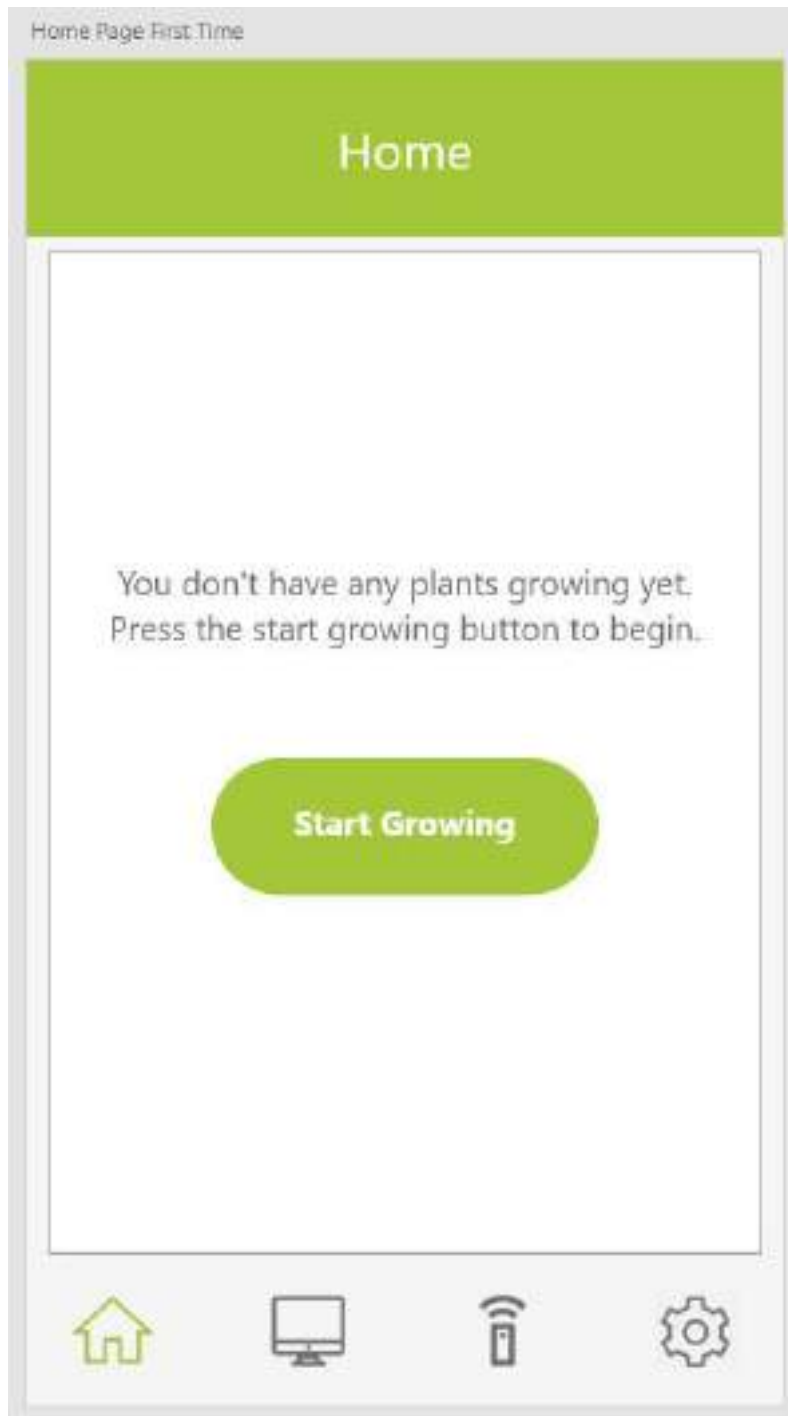 Home Page First Time
Home
You don't have any plants growing yet.
Press the start growing button to begin.
Start Growing